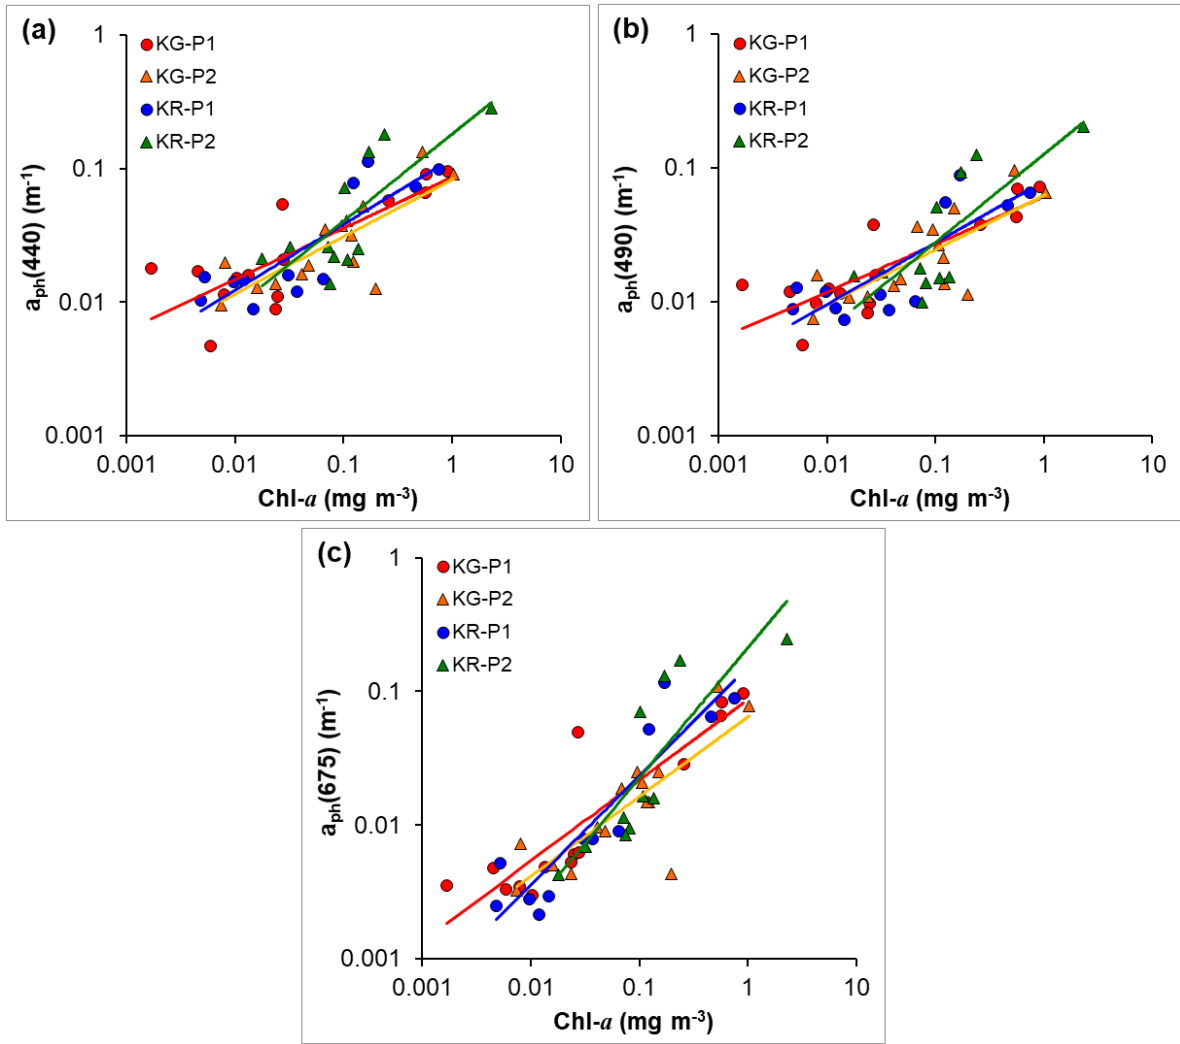 (a)
1
0.1
0.01
0.001
a_ph(440) (m⁻¹)
KG-P1
KG-P2
KR-P1
KR-P2
0.001 0.01 0.1 1 10
Chl-a (mg m⁻³)
(b)
1
0.1
0.01
0.001
a_ph(490) (m⁻¹)
KG-P1
KG-P2
KR-P1
KR-P2
0.001 0.01 0.1 1 10
Chl-a (mg m⁻³)
(c)
1
0.1
0.01
0.001
a_ph(675) (m⁻¹)
KG-P1
KG-P2
KR-P1
KR-P2
0.001 0.01 0.1 1 10
Chl-a (mg m⁻³)